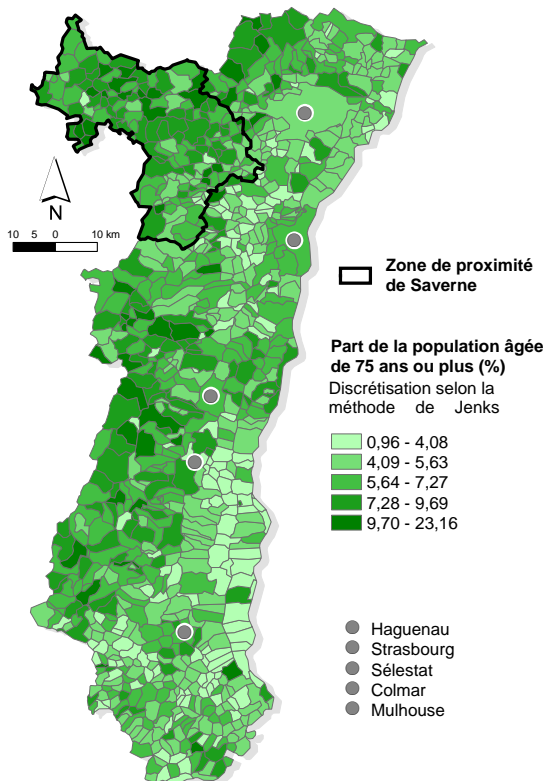 N
10 5 0 10 km
Zone de proximité
de Saverne
Part de la population âgée
de 75 ans ou plus (%)
Discrétisation selon la
méthode de Jenks
0,96 - 4,08
4,09 - 5,63
5,64 - 7,27
7,28 - 9,69
9,70 - 23,16
Haguenau
Strasbourg
Sélestat
Colmar
Mulhouse